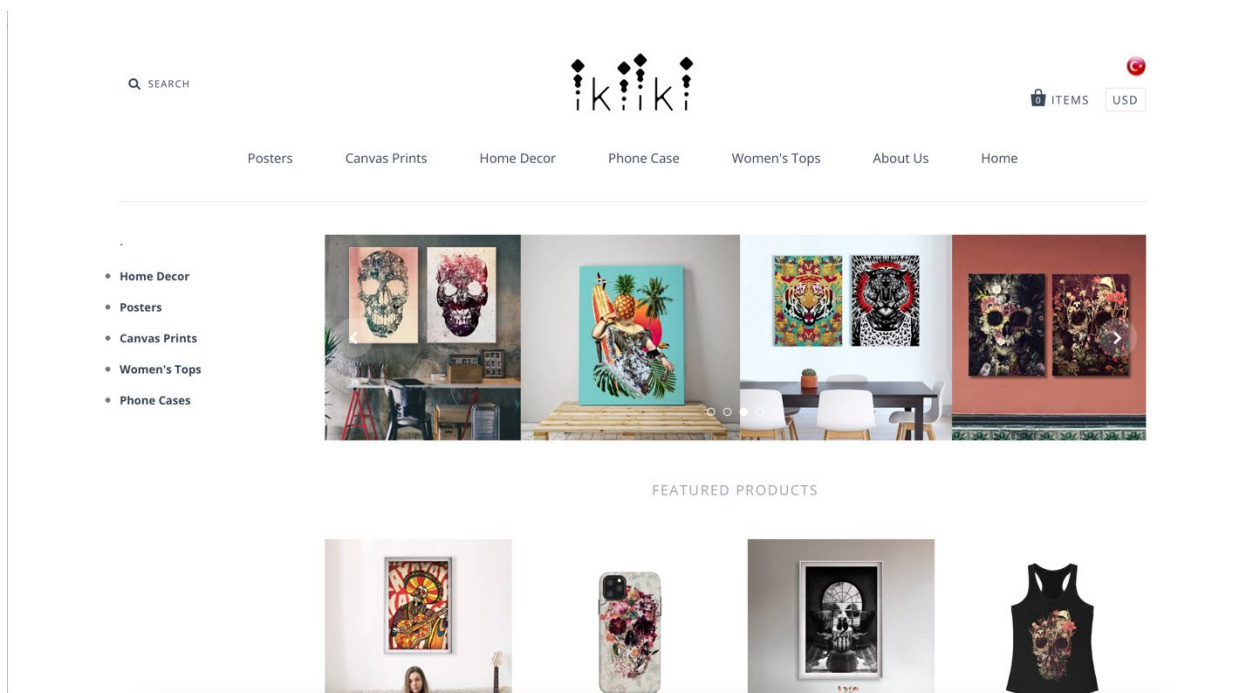 SEARCH
ikiiki
0 ITEMS USD
Posters Canvas Prints Home Decor Phone Case Women's Tops About Us Home
-
Home Decor
Posters
Canvas Prints
Women's Tops
Phone Cases
FEATURED PRODUCTS